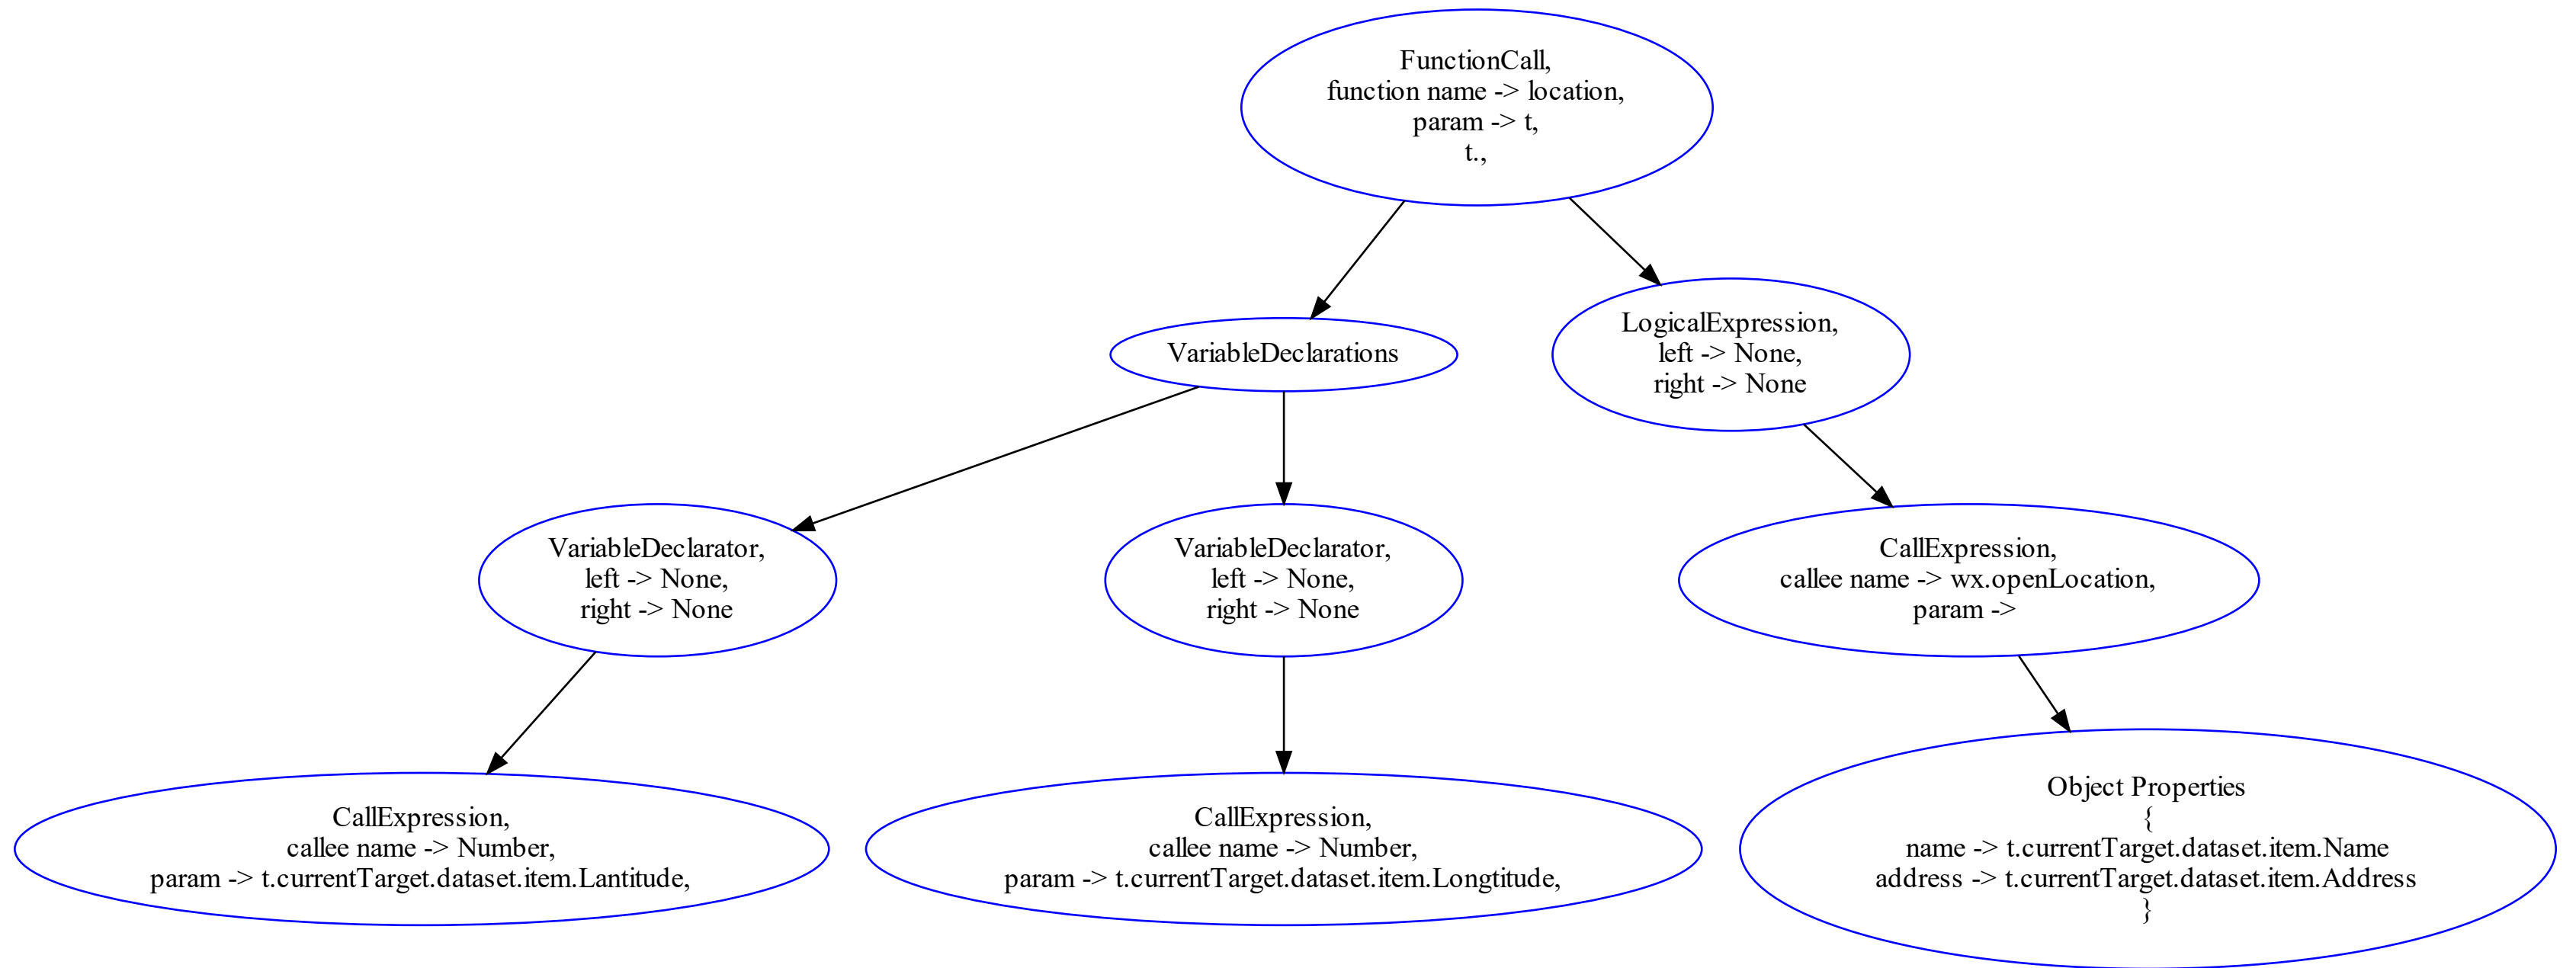 FunctionCall,
function name -> location,
param -> t,
t.,
VariableDeclarations
LogicalExpression,
left -> None,
right -> None
VariableDeclarator,
left -> None,
right -> None
VariableDeclarator,
left -> None,
right -> None
CallExpression,
callee name -> wx.openLocation,
param ->
CallExpression,
callee name -> Number,
param -> t.currentTarget.dataset.item.Lantitude,
CallExpression,
callee name -> Number,
param -> t.currentTarget.dataset.item.Longtitude,
Object Properties
{
name -> t.currentTarget.dataset.item.Name
address -> t.currentTarget.dataset.item.Address
}